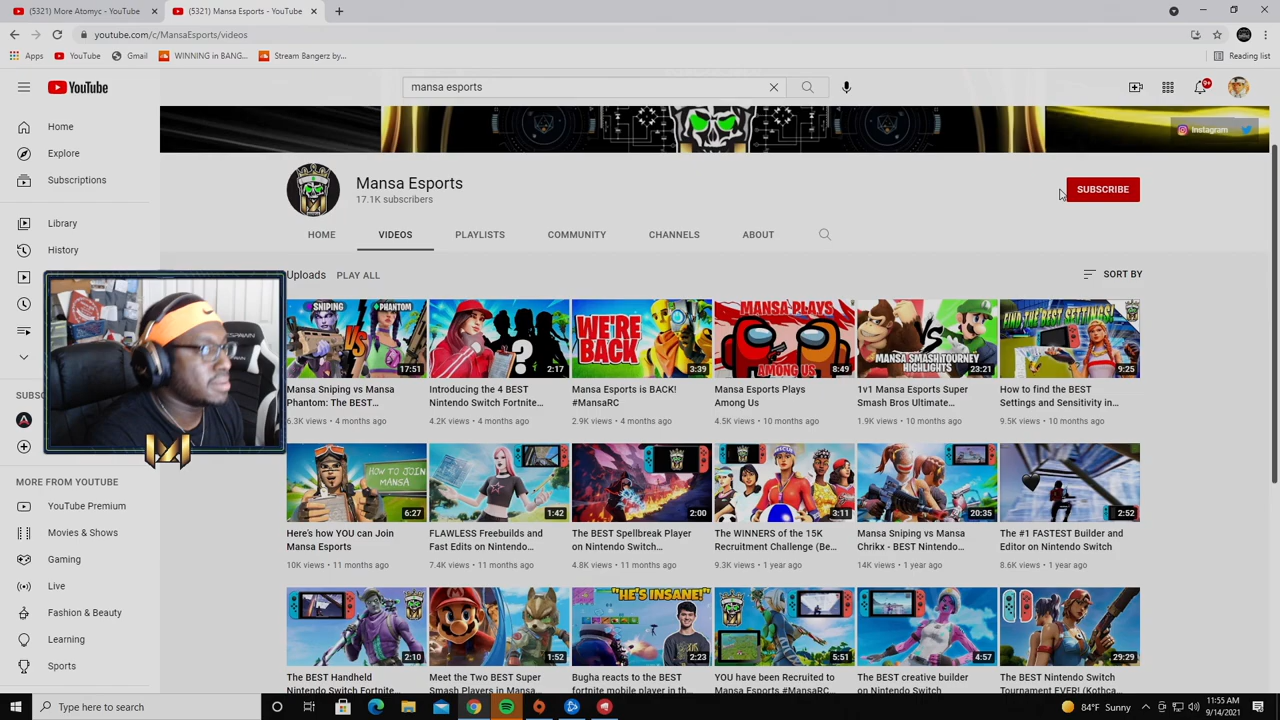 (5321) More Atomyc - YouTube
(5321) Mansa Esports - YouTube
youtube.com/c/MansaEsports/videos
Apps
YouTube
Gmail
WINNING in BANG...
Stream Bangerz by...
Reading list
YouTube
mansa esports
9+
Instagram
Home
Explore
Subscriptions
Library
History
SUBSC
MORE FROM YOUTUBE
YouTube Premium
Movies & Shows
Gaming
Live
Fashion & Beauty
Learning
Sports
Mansa Esports
17.1K subscribers
SUBSCRIBE
HOME
VIDEOS
PLAYLISTS
COMMUNITY
CHANNELS
ABOUT
Uploads
PLAY ALL
SORT BY
SNIPING
PHANTOM
VS
17:51
Mansa Sniping vs Mansa
Phantom: The BEST...
6.3K views • 4 months ago
?
2:17
Introducing the 4 BEST
Nintendo Switch Fortnite...
4.2K views • 4 months ago
WE'RE
BACK
3:39
Mansa Esports is BACK!
#MansaRC
2.9K views • 4 months ago
MANSA PLAYS
AMONG US
8:49
Mansa Esports Plays
Among Us
4.5K views • 10 months ago
VS
MANSA SMASH TOURNEY
HIGHLIGHTS
23:21
1v1 Mansa Esports Super
Smash Bros Ultimate...
1.9K views • 10 months ago
FIND THE BEST SETTINGS!
9:25
How to find the BEST
Settings and Sensitivity in...
9.5K views • 10 months ago
HOW TO JOIN
MANSA
6:27
Here's how YOU can Join
Mansa Esports
10K views • 11 months ago
1:42
FLAWLESS Freebuilds and
Fast Edits on Nintendo...
7.4K views • 11 months ago
2:00
The BEST Spellbreak Player
on Nintendo Switch...
4.8K views • 11 months ago
3:11
The WINNERS of the 15K
Recruitment Challenge (Be...
9.3K views • 1 year ago
20:35
Mansa Sniping vs Mansa
Chrikx - BEST Nintendo...
14K views • 1 year ago
2:52
The #1 FASTEST Builder and
Editor on Nintendo Switch
8.6K views • 1 year ago
2:10
The BEST Handheld
Nintendo Switch Fortnite...
1:52
Meet the Two BEST Super
Smash Players in Mansa...
"HE'S INSANE!"
2:23
Bugha reacts to the BEST
fortnite mobile player in th...
5:51
YOU have been Recruited to
Mansa Esports #MansaRC...
4:57
The BEST creative builder
on Nintendo Switch
29:29
The BEST Nintendo Switch
Tournament EVER! (Kothca...
Type here to search
84°F Sunny
11:55 AM
9/14/2021